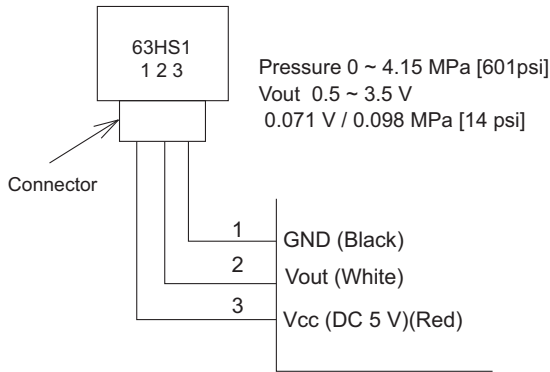 63HS1
1 2 3
Pressure 0 ~ 4.15 MPa [601psi]
Vout 0.5 ~ 3.5 V
0.071 V / 0.098 MPa [14 psi]
Connector
1
GND (Black)
2
Vout (White)
3
Vcc (DC 5 V)(Red)